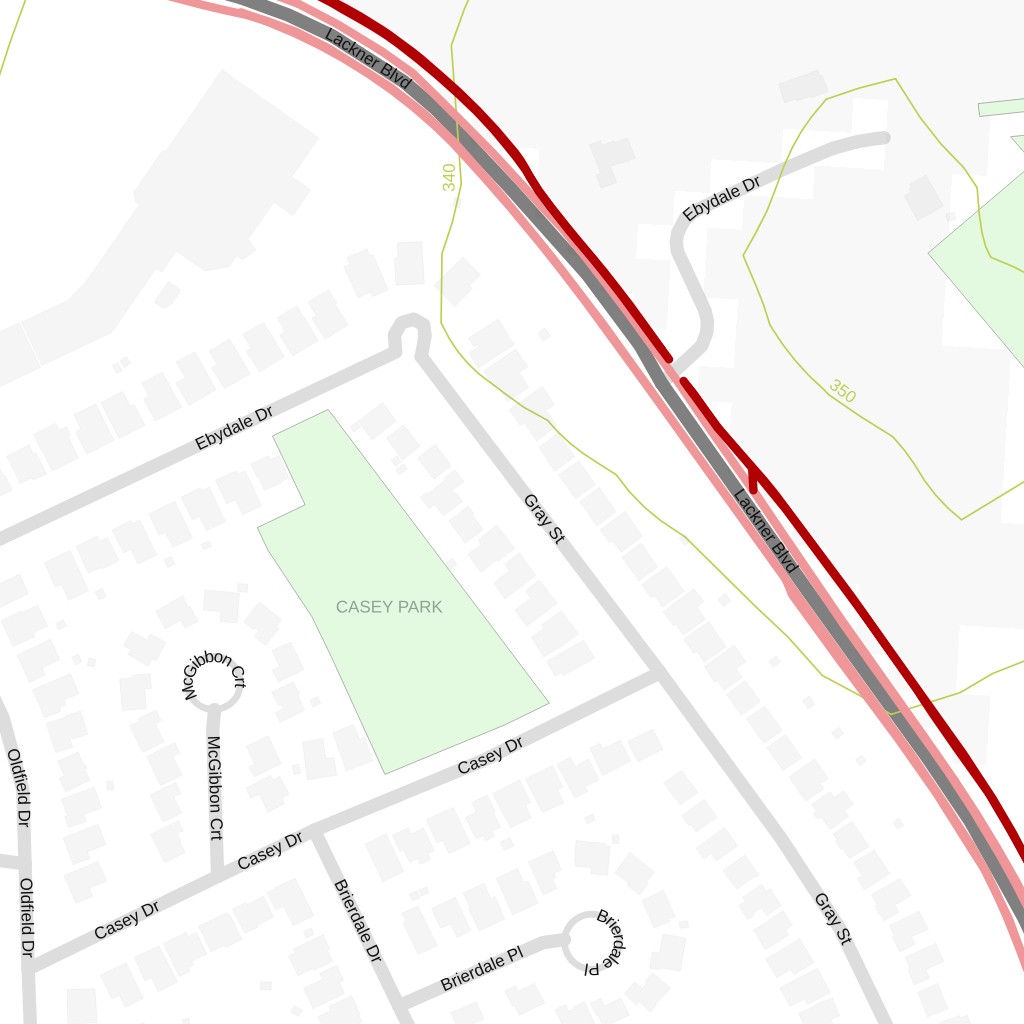 Lackner Blvd
340
Ebydale Dr
350
Ebydale Dr
Gray St
Lackner Blvd
CASEY PARK
McGibbon Crt
McGibbon Crt
Oldfield Dr
Casey Dr
Casey Dr
Oldfield Dr
Casey Dr
Brierdale Dr
Gray St
Brierdale Pl
Brierdale Pl